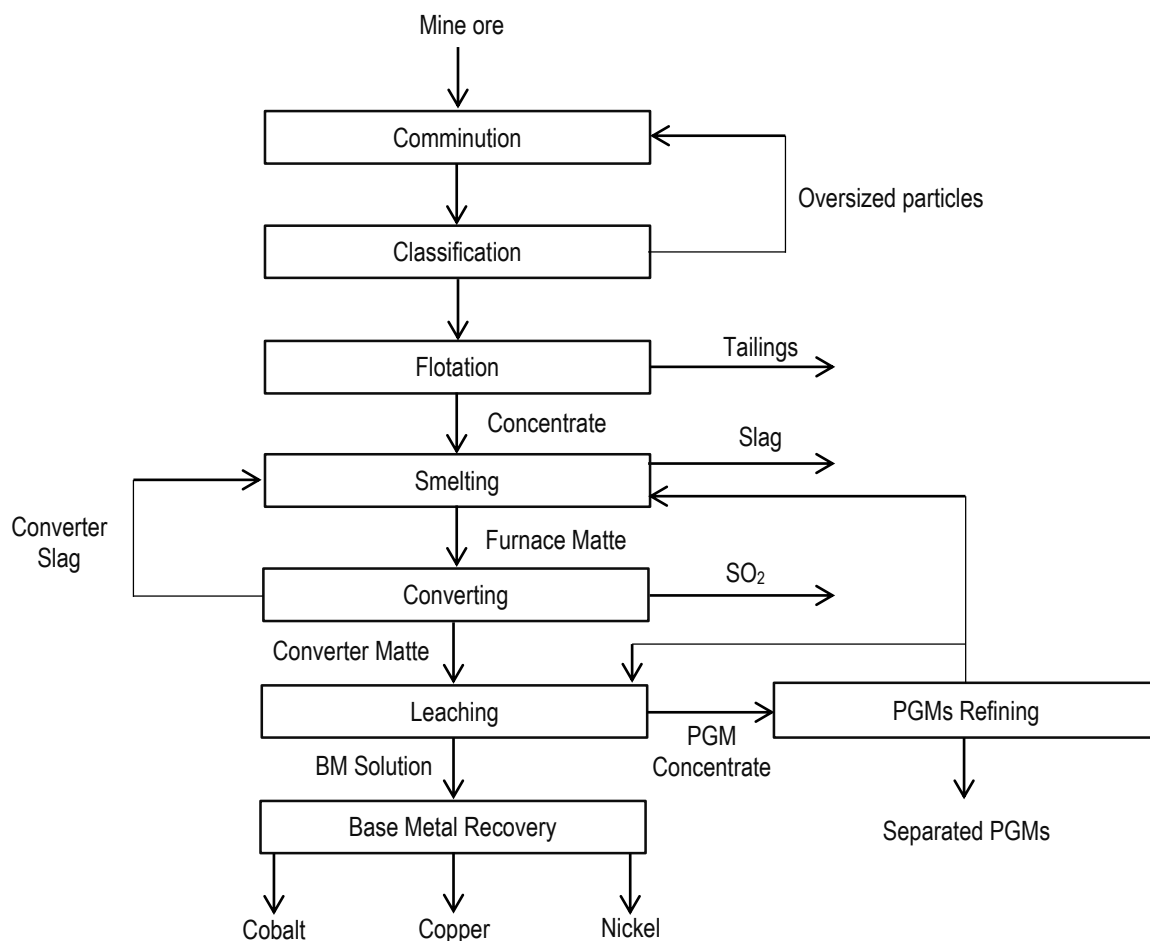 Mine ore
Comminution
Oversized particles
Classification
Tailings
Flotation
Concentrate
Slag
Smelting
Converter
Slag
Furnace Matte
SO₂
Converting
Converter Matte
Leaching
PGMs Refining
PGM
Concentrate
BM Solution
Base Metal Recovery
Separated PGMs
Cobalt
Copper
Nickel